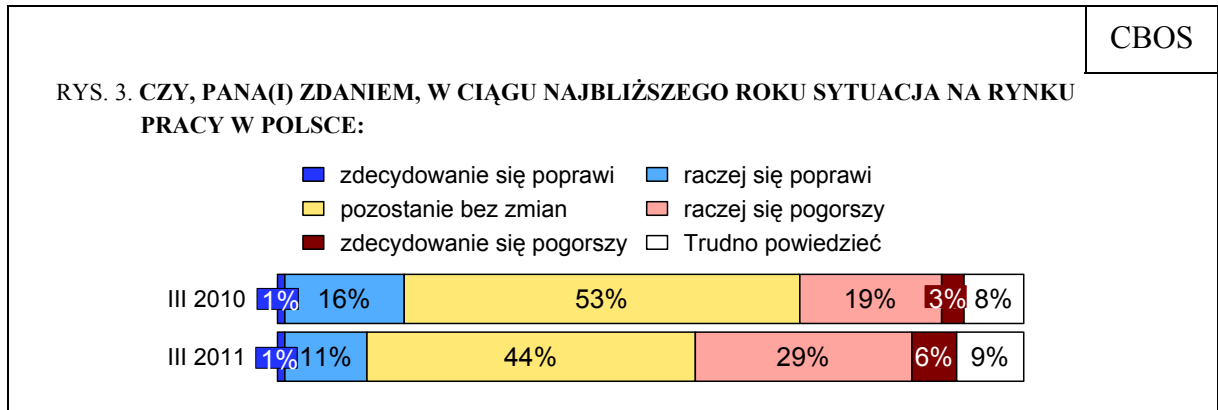 CBOS
RYS. 3. CZY, PANA(I) ZDANIEM, W CIĄGU NAJBLIŻSZEGO ROKU SYTUACJA NA RYNKU
PRACY W POLSCE:
zdecydowanie się poprawi raczej się poprawi
pozostanie bez zmian raczej się pogorszy
zdecydowanie się pogorszy Trudno powiedzieć
III 2010 1% 16% 53% 19% 3% 8%
III 2011 1% 11% 44% 29% 6% 9%